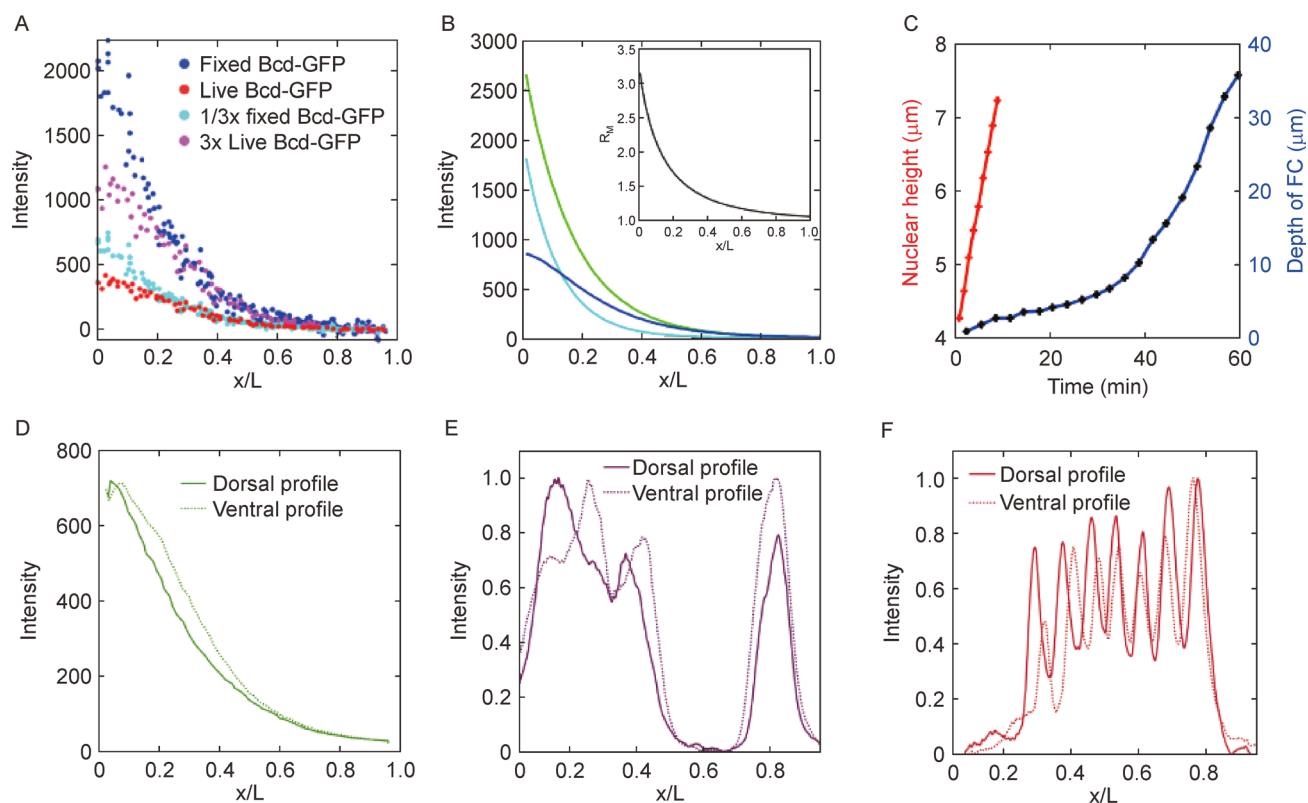 A
Intensity
2000
1500
1000
500
0
Fixed Bcd-GFP
Live Bcd-GFP
1/3x fixed Bcd-GFP
3x Live Bcd-GFP
0 0.2 0.4 0.6 0.8 1.0
x/L
B
Intensity
3000
2500
2000
1500
1000
500
0
R_M
3.5
3.0
2.5
2.0
1.5
1.0
0 0.2 0.4 0.6 0.8 1.0
x/L
0 0.2 0.4 0.6 0.8 1.0
x/L
C
Nuclear height (μm)
8
7
6
5
4
Depth of FC (μm)
40
30
20
10
0
0 20 40 60
Time (min)
D
Intensity
800
600
400
200
0
Dorsal profile
Ventral profile
0 0.2 0.4 0.6 0.8 1.0
x/L
E
Intensity
1.0
0.8
0.6
0.4
0.2
0
Dorsal profile
Ventral profile
0 0.2 0.4 0.6 0.8
x/L
F
Intensity
1.0
0.8
0.6
0.4
0.2
0
Dorsal profile
Ventral profile
0 0.2 0.4 0.6 0.8
x/L